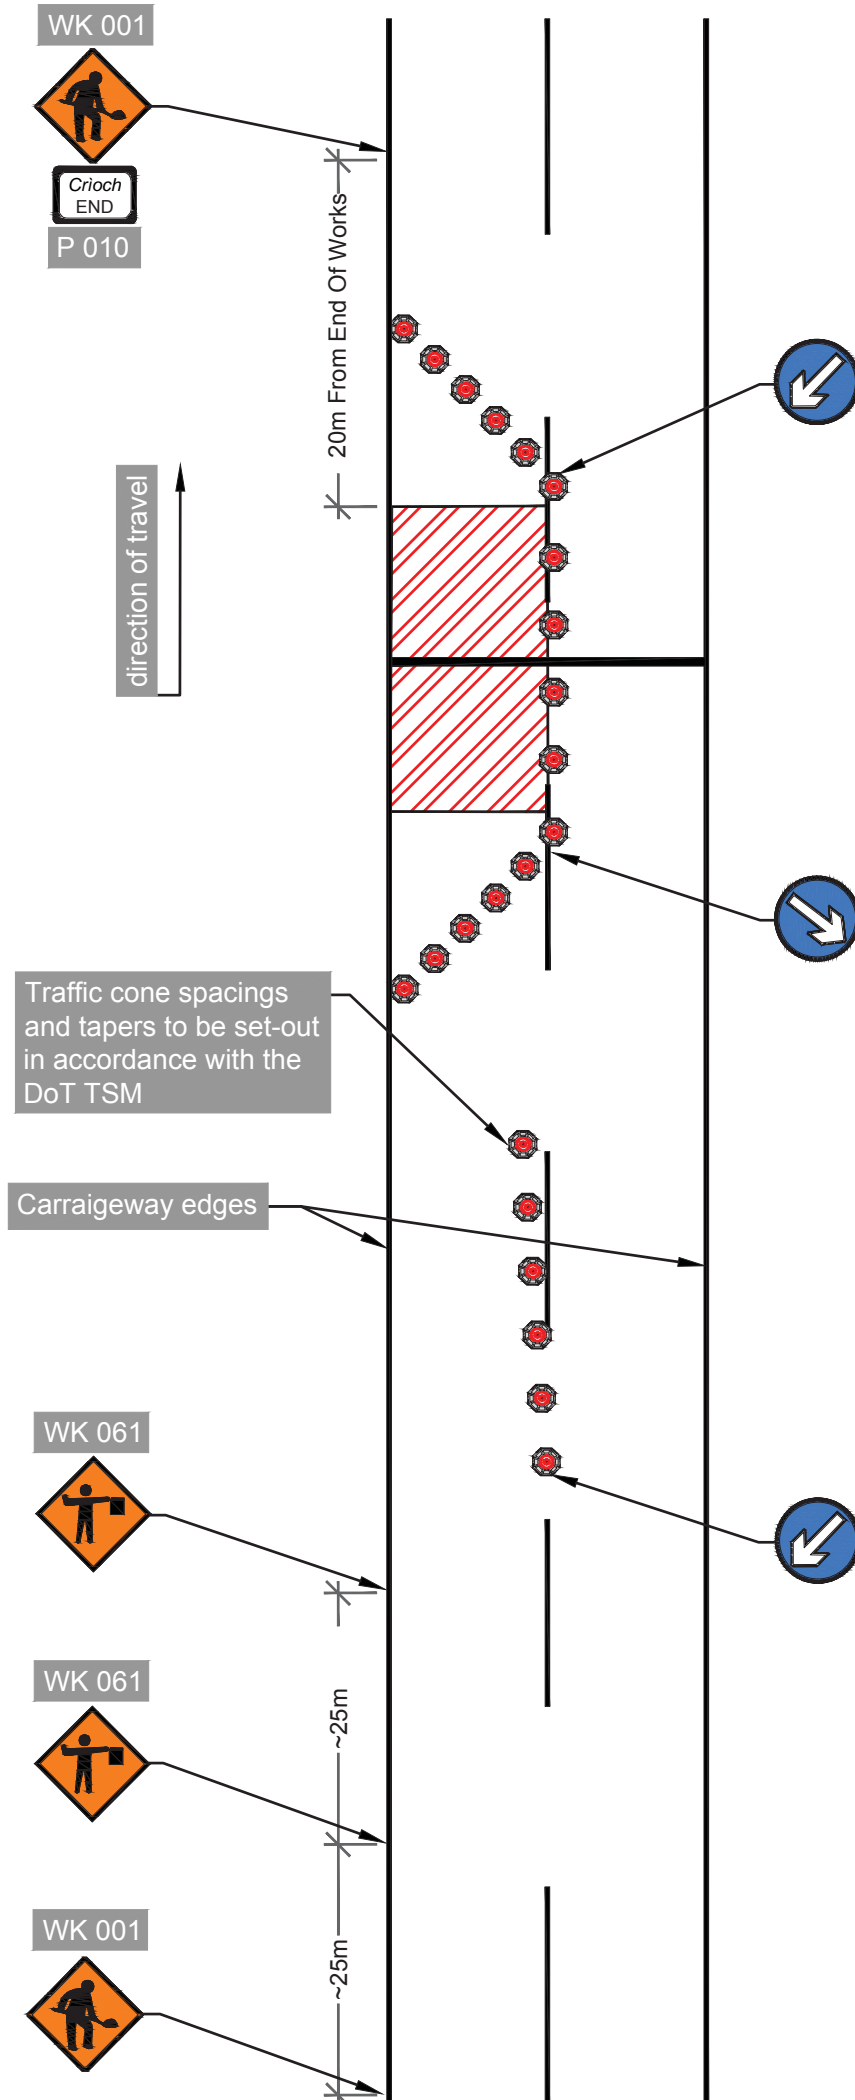 WK 001
Crìoch
END
P 010
20m From End Of Works
direction of travel
Traffic cone spacings
and tapers to be set-out
in accordance with the
DoT TSM
Carraigeway edges
WK 061
WK 061
~25m
WK 001
~25m